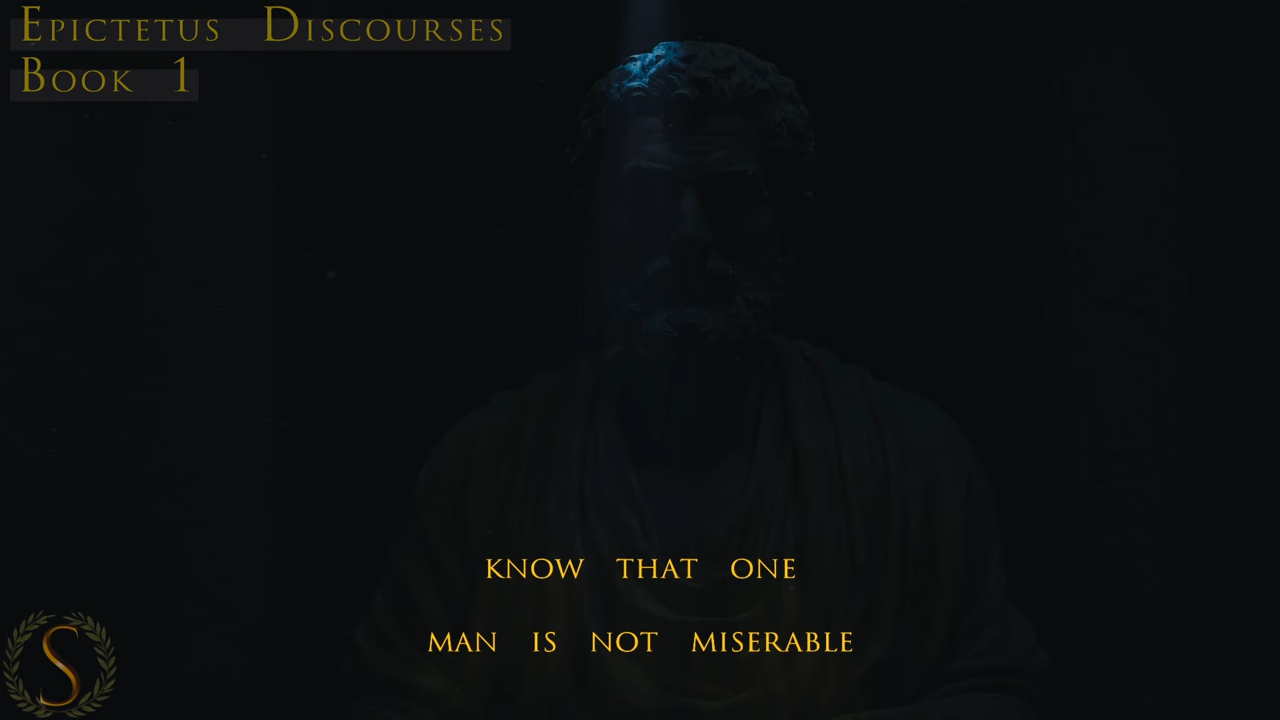 Epictetus Discourses
Book 1
KNOW THAT ONE
MAN IS NOT MISERABLE
S